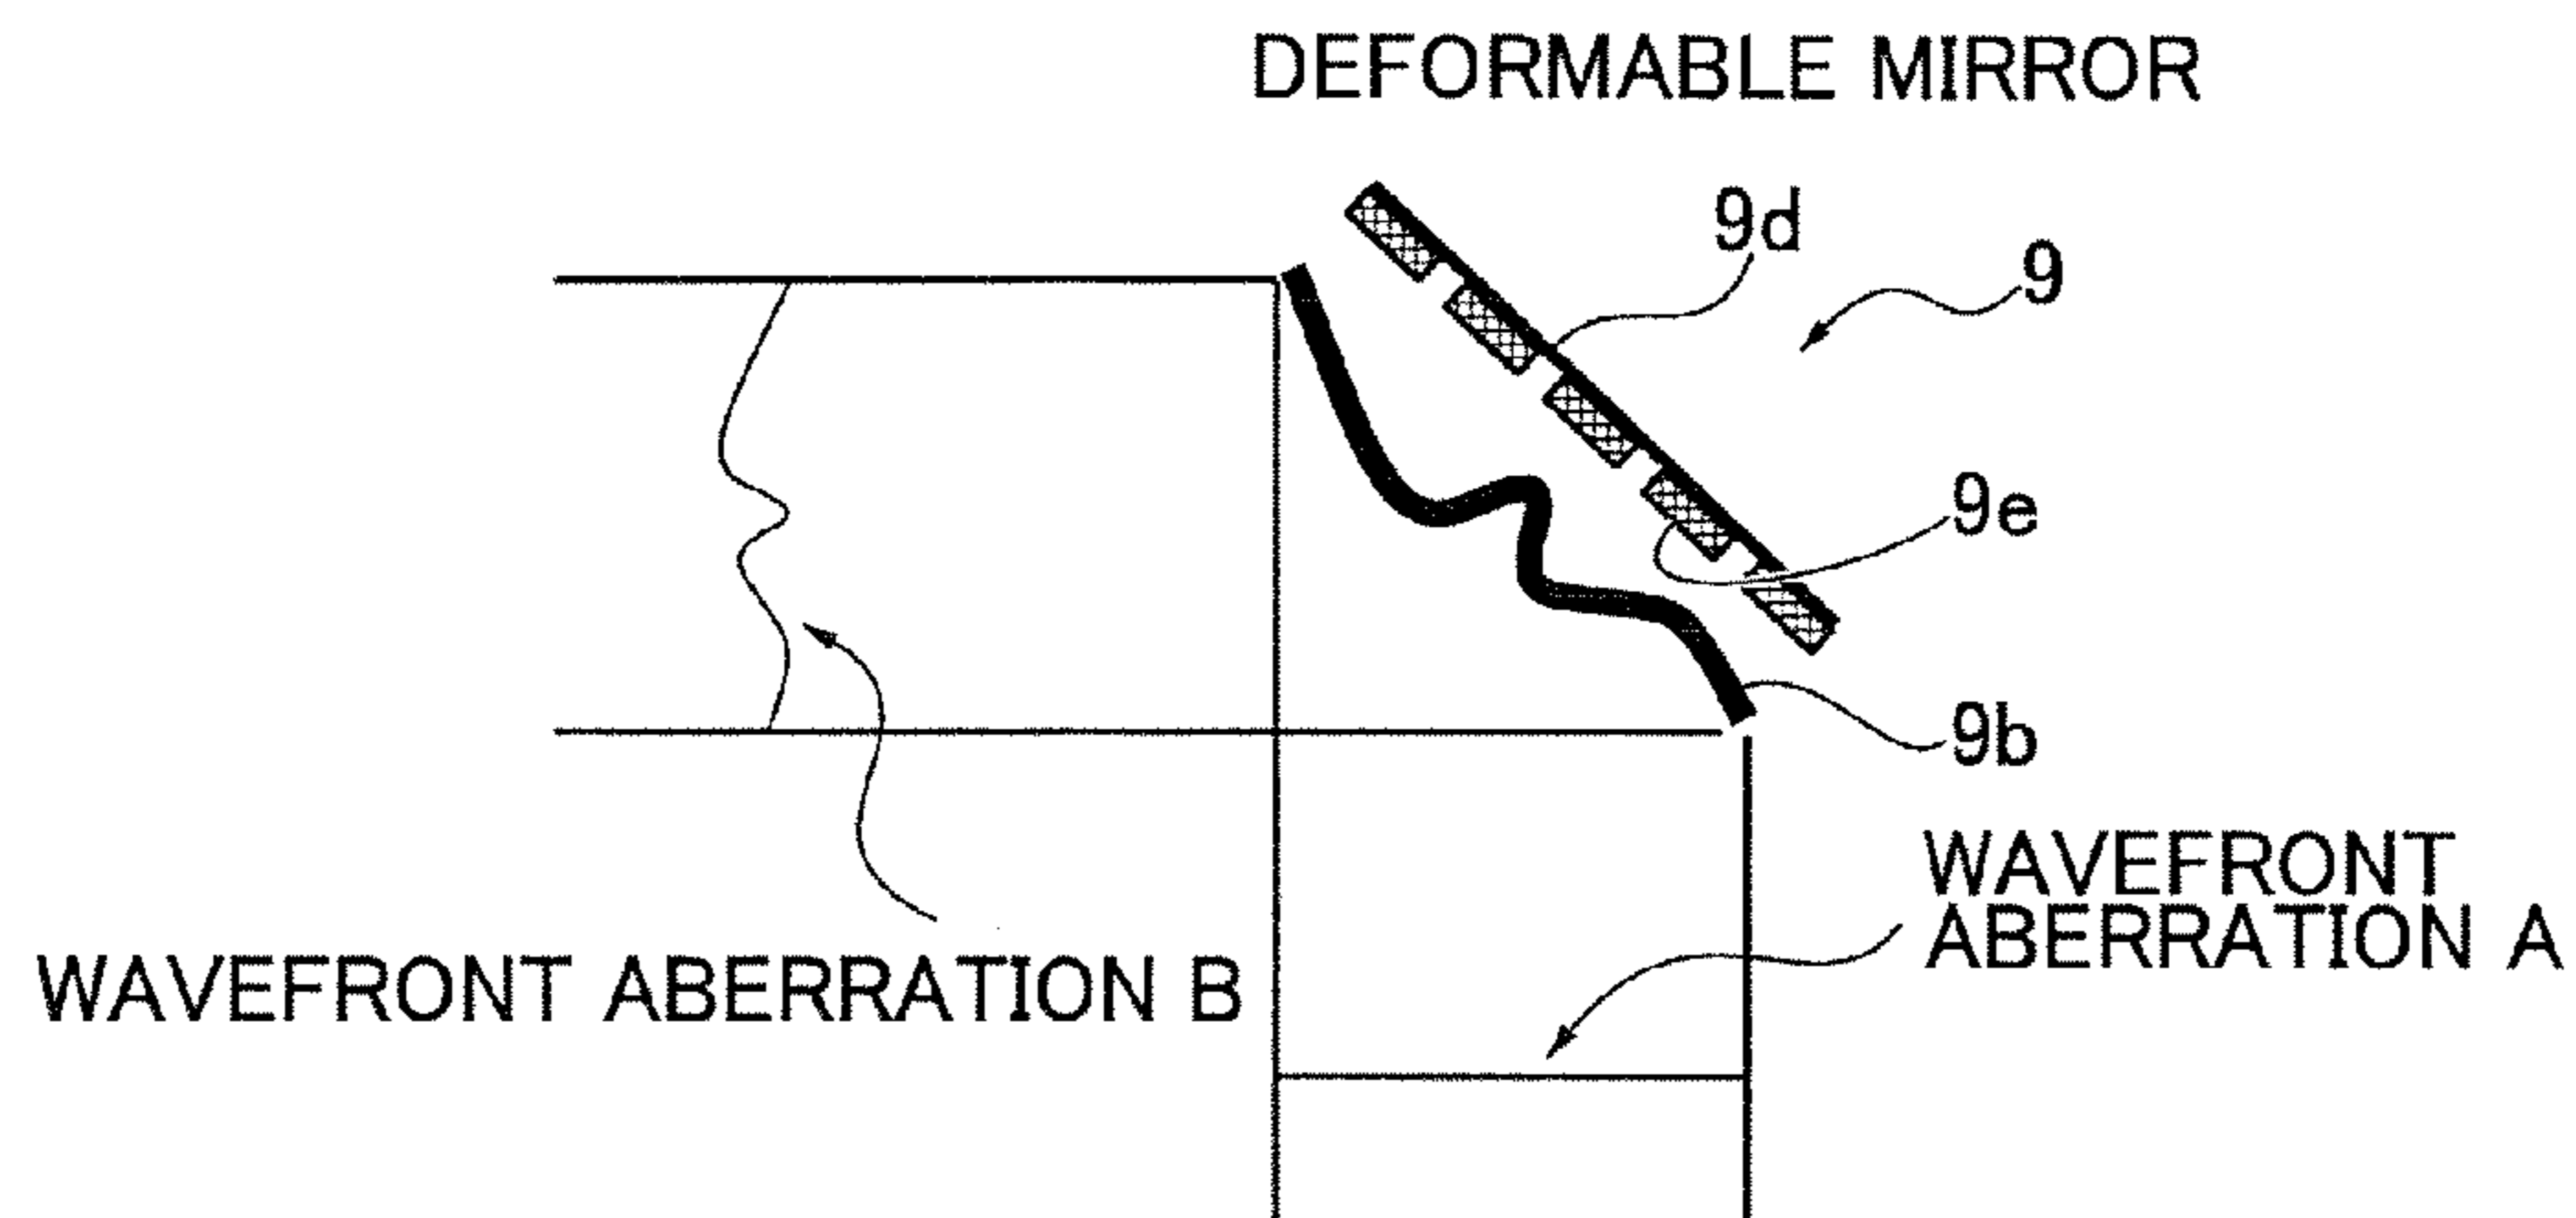 DEFORMABLE MIRROR
9d
9
9e
9b
WAVEFRONT
ABERRATION A
WAVEFRONT ABERRATION B